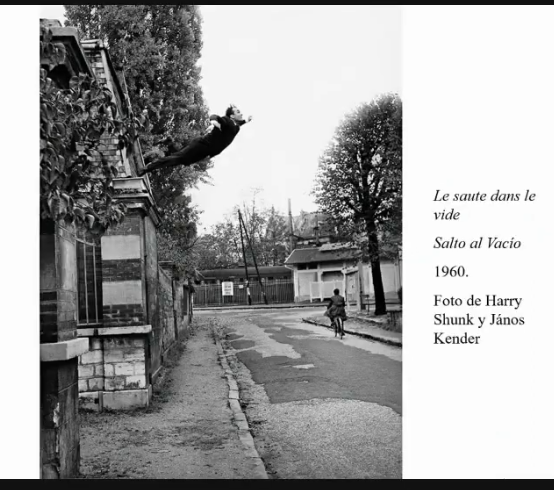 Le saute dans le
vide
Salto al Vacio
1960.
Foto de Harry
Shunk y János
Kender